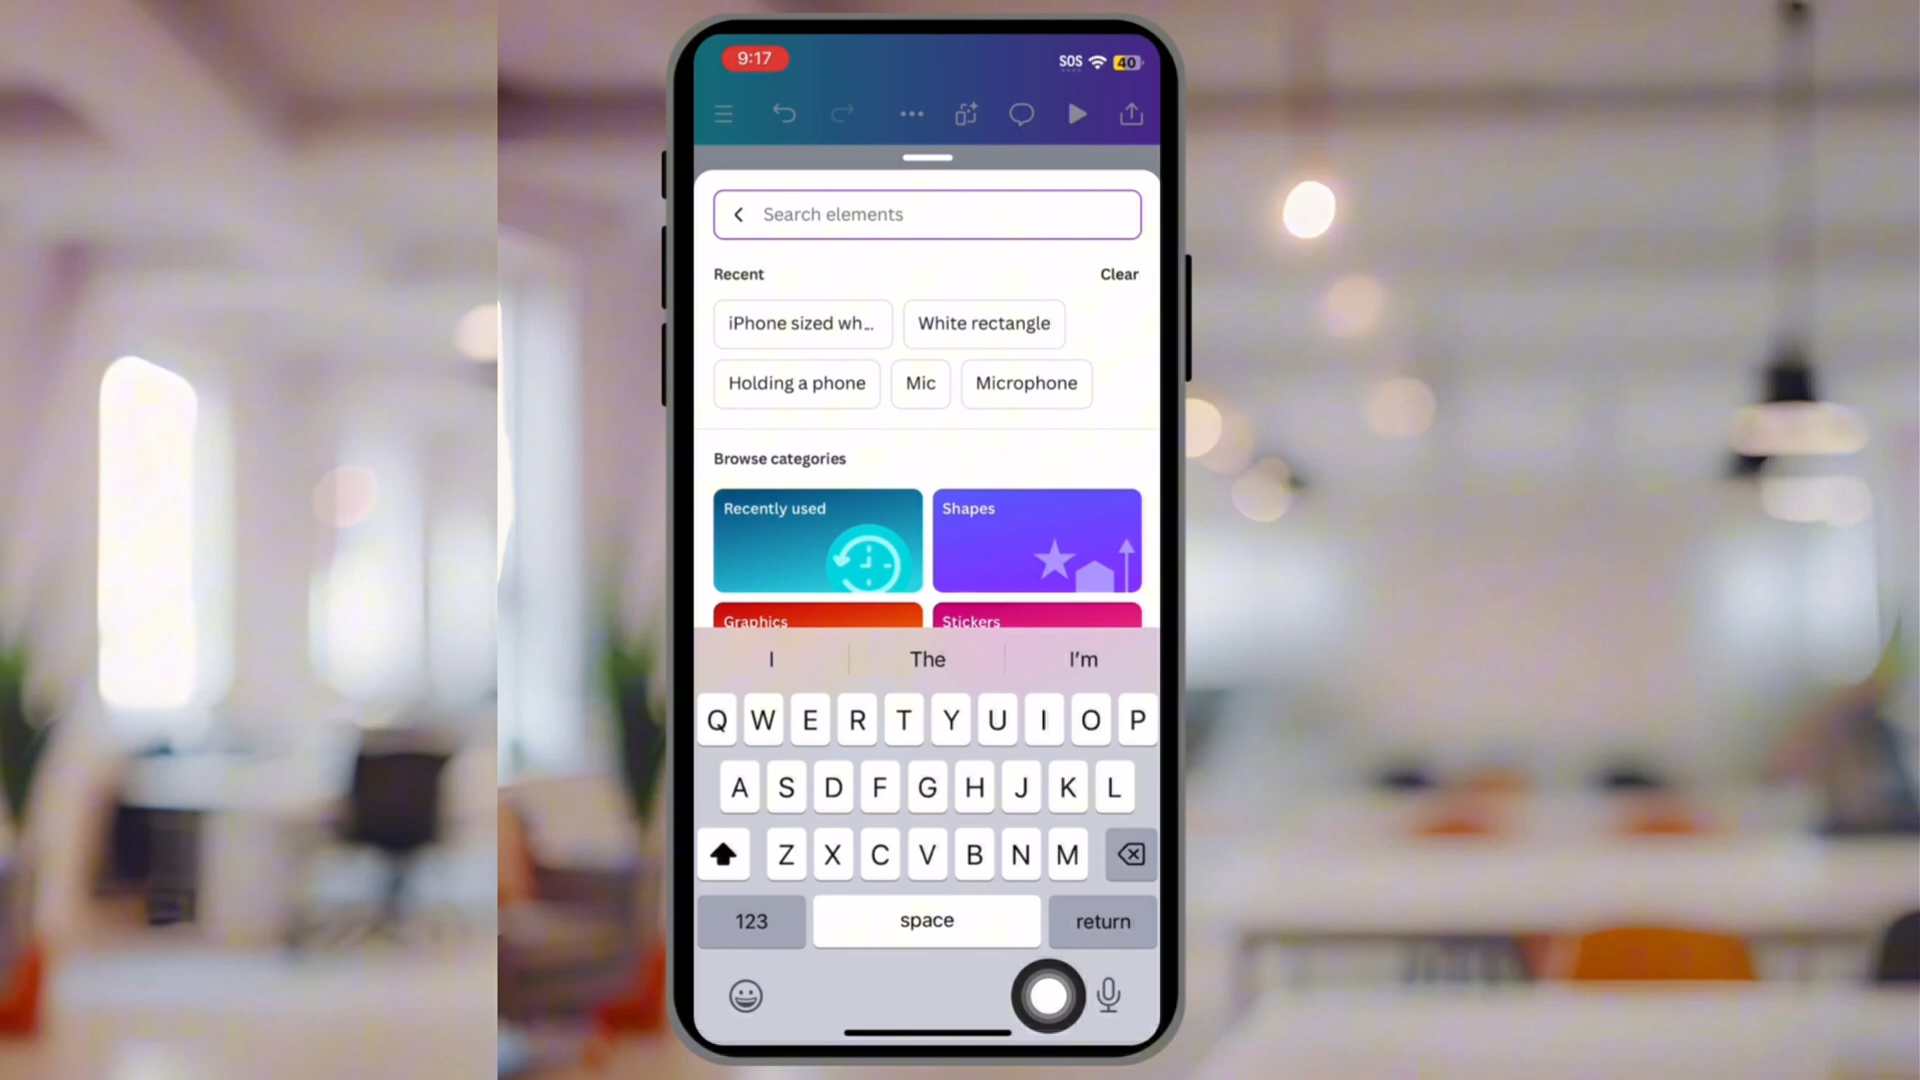 9:17 SOS 40
Search elements
Recent Clear
iPhone sized wh... White rectangle
Holding a phone Mic Microphone
Browse categories
Recently used Shapes
Graphics Stickers
I The I'm
Q W E R T Y U I O P
A S D F G H J K L
Z X C V B N M
123 space return